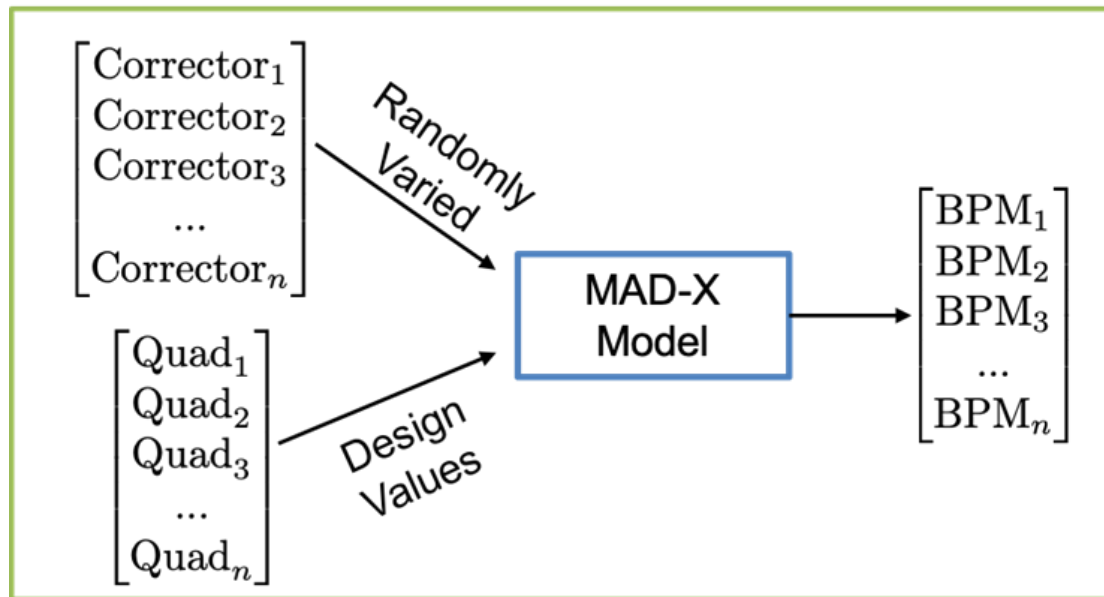 Corrector₁
Corrector₂
Corrector₃
...
Correctorₙ
Randomly
Varied
Quad₁
Quad₂
Quad₃
...
Quadₙ
Design
Values
MAD-X
Model
BPM₁
BPM₂
BPM₃
...
BPMₙ